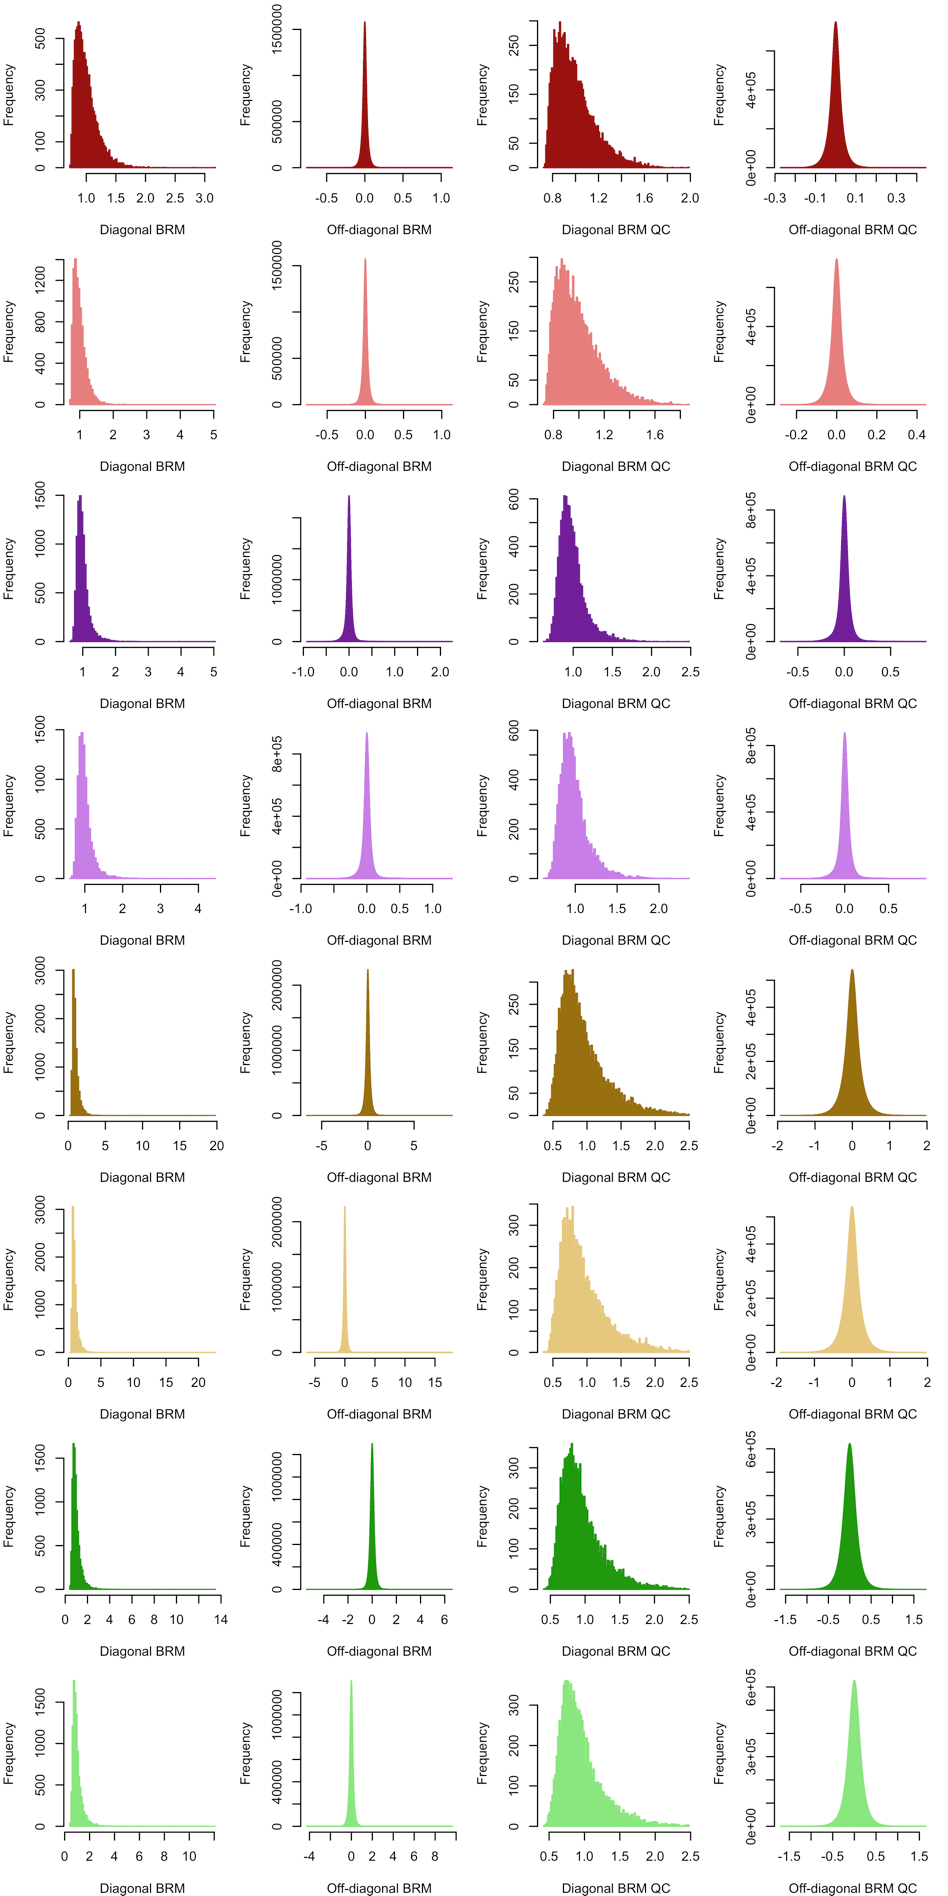 Frequency
100 300 500
1.0 1.5 2.0 2.5 3.0
Diagonal BRM
Frequency
0 500000 1500000
-0.5 0.0 0.5 1.0
Off-diagonal BRM
Frequency
0 50 150 250
0.8 1.2 1.6 2.0
Diagonal BRM QC
Frequency
0e+00 4e+05
-0.3 -0.1 0.1 0.3
Off-diagonal BRM QC
Frequency
0 400 800 1200
1 2 3 4 5
Diagonal BRM
Frequency
0 500000 1500000
-0.5 0.0 0.5 1.0
Off-diagonal BRM
Frequency
0 50 150 250
0.8 1.2 1.6
Diagonal BRM QC
Frequency
0e+00 4e+05
-0.2 0.0 0.2 0.4
Off-diagonal BRM QC
Frequency
0 500 1000 1500
1 2 3 4 5
Diagonal BRM
Frequency
0 1000000
-1.0 0.0 1.0 2.0
Off-diagonal BRM
Frequency
0 200 400 600
1.0 1.5 2.0 2.5
Diagonal BRM QC
Frequency
0e+00 4e+05 8e+05
-0.5 0.0 0.5
Off-diagonal BRM QC
Frequency
0 500 1000 1500
1 2 3 4
Diagonal BRM
Frequency
0e+00 4e+05 8e+05
-1.0 0.0 0.5 1.0
Off-diagonal BRM
Frequency
0 200 400 600
1.0 1.5 2.0
Diagonal BRM QC
Frequency
0e+00 4e+05 8e+05
-0.5 0.0 0.5
Off-diagonal BRM QC
Frequency
0 1000 2000 3000
0 5 10 15 20
Diagonal BRM
Frequency
0 1000000 2000000
-5 0 5
Off-diagonal BRM
Frequency
0 50 150 250
0.5 1.0 1.5 2.0 2.5
Diagonal BRM QC
Frequency
0e+00 2e+05 4e+05
-2 -1 0 1 2
Off-diagonal BRM QC
Frequency
0 1000 2000 3000
0 5 10 15 20
Diagonal BRM
Frequency
0 1000000 2000000
-5 0 5 10 15
Off-diagonal BRM
Frequency
0 100 200 300
0.5 1.0 1.5 2.0 2.5
Diagonal BRM QC
Frequency
0e+00 2e+05 4e+05
-2 -1 0 1 2
Off-diagonal BRM QC
Frequency
0 500 1000 1500
0 2 4 6 8 10 14
Diagonal BRM
Frequency
0 400000 1000000
-4 -2 0 2 4 6
Off-diagonal BRM
Frequency
0 100 200 300
0.5 1.0 1.5 2.0 2.5
Diagonal BRM QC
Frequency
0e+00 3e+05 6e+05
-1.5 -0.5 0.5 1.5
Off-diagonal BRM QC
Frequency
0 500 1000 1500
0 2 4 6 8 10
Diagonal BRM
Frequency
0 400000 1000000
-4 0 2 4 6 8
Off-diagonal BRM
Frequency
0 100 200 300
0.5 1.0 1.5 2.0 2.5
Diagonal BRM QC
Frequency
0e+00 3e+05 6e+05
-1.5 -0.5 0.5 1.5
Off-diagonal BRM QC